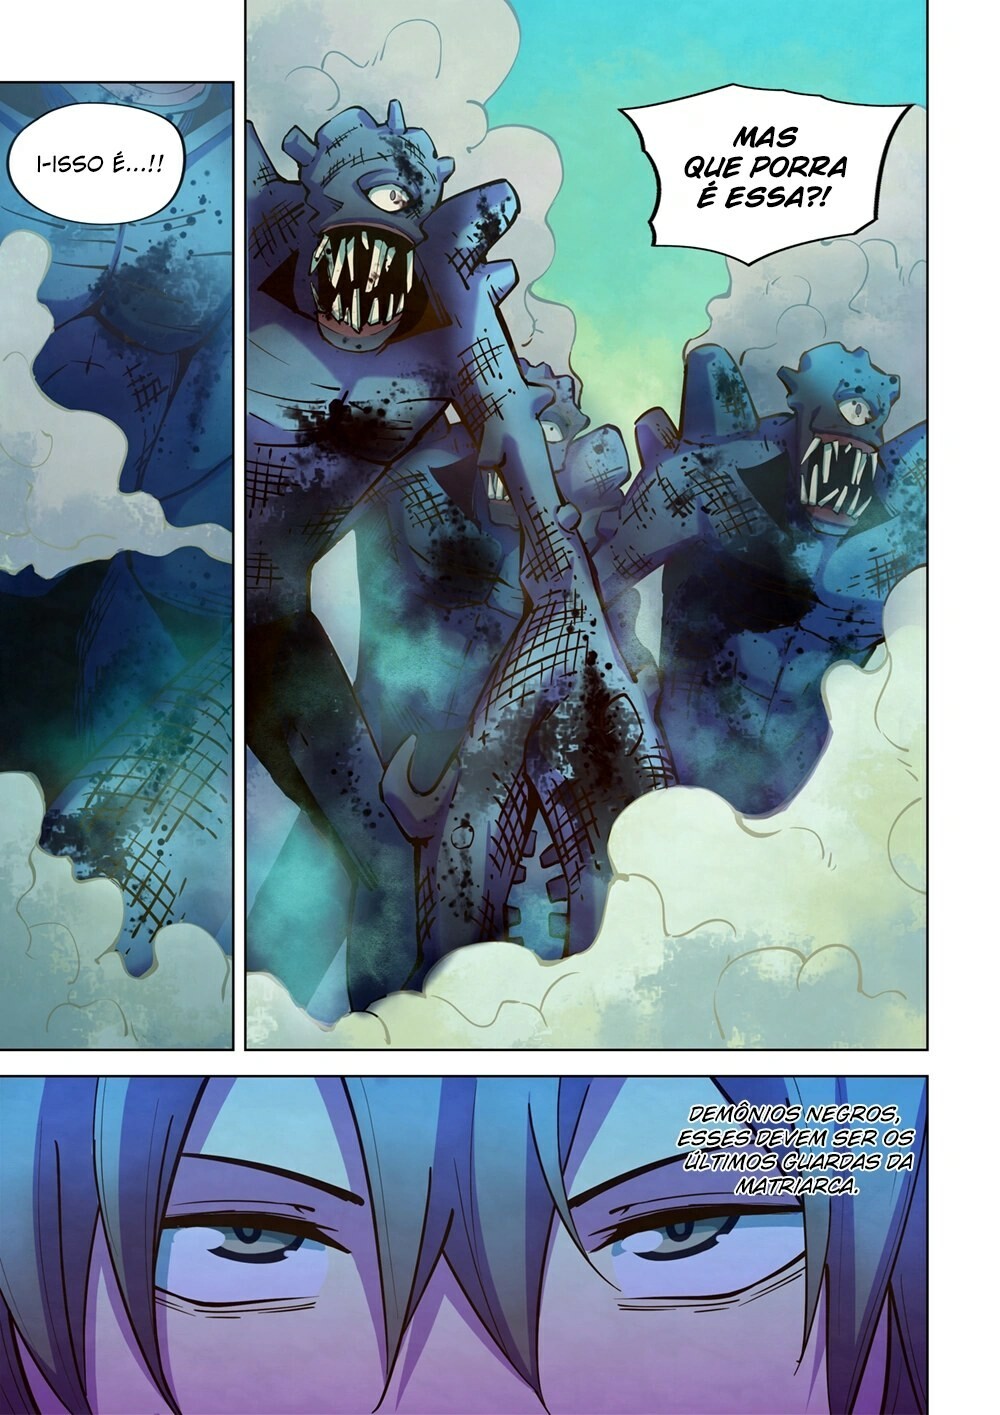 I-ISSO É...!!
MAS
QUE PORRA
É ESSA?!
DEMÔNIOS NEGROS,
ESSES DEVEM SER OS
ÚLTIMOS GUARDAS DA
MATRIARCA.